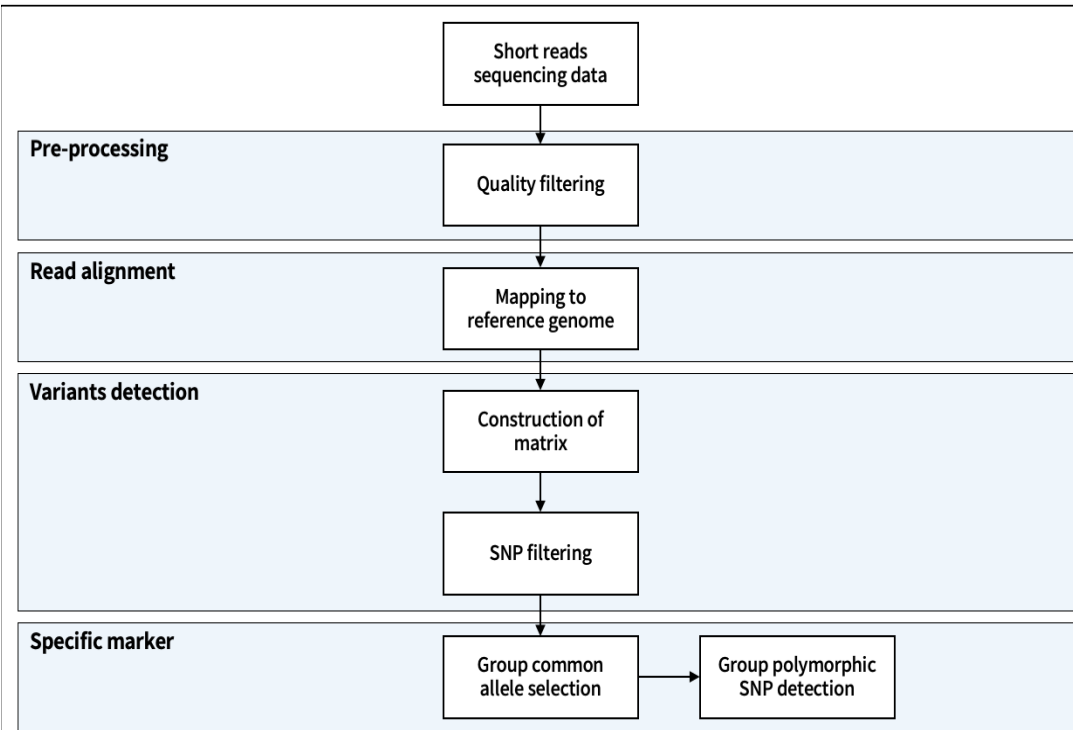 Short reads
sequencing data
Pre-processing
Quality filtering
Read alignment
Mapping to
reference genome
Variants detection
Construction of
matrix
SNP filtering
Specific marker
Group common
allele selection
Group polymorphic
SNP detection